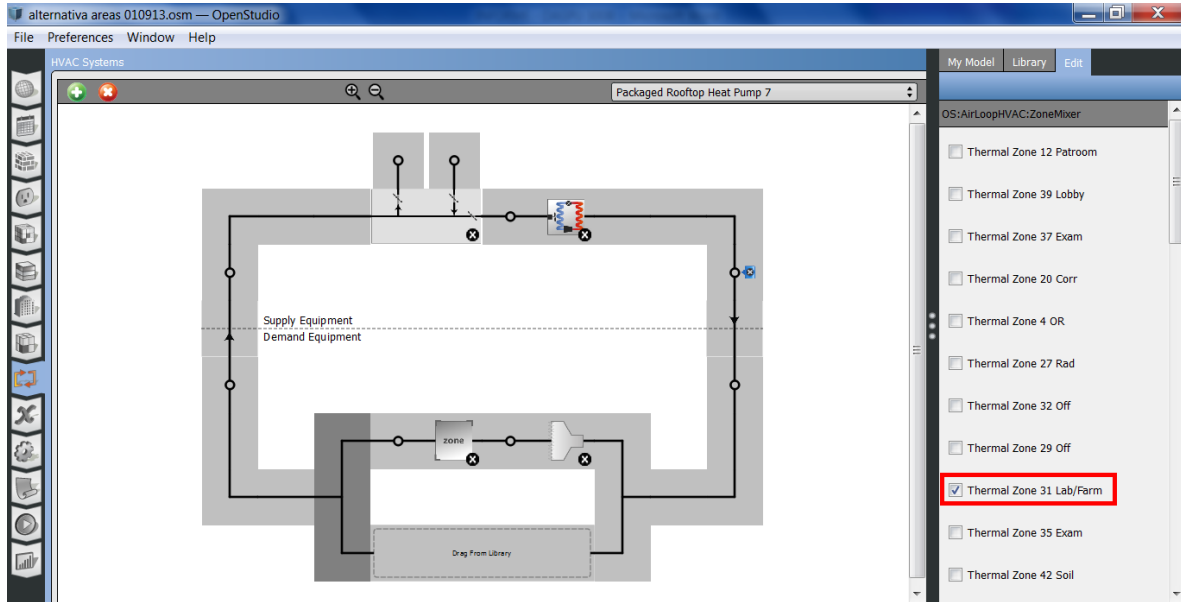 alternativa areas 010913.osm — OpenStudio
File Preferences Window Help
HVAC Systems
My Model Library Edit
Packaged Rooftop Heat Pump 7
OS:AirLoopHVAC:ZoneMixer
Thermal Zone 12 Patroom
Thermal Zone 39 Lobby
Thermal Zone 37 Exam
Thermal Zone 20 Corr
Supply Equipment
Demand Equipment
Thermal Zone 4 OR
Thermal Zone 27 Rad
Thermal Zone 32 Off
zone
Thermal Zone 29 Off
Thermal Zone 31 Lab/Farm
Thermal Zone 35 Exam
Drag From Library
Thermal Zone 42 Soil